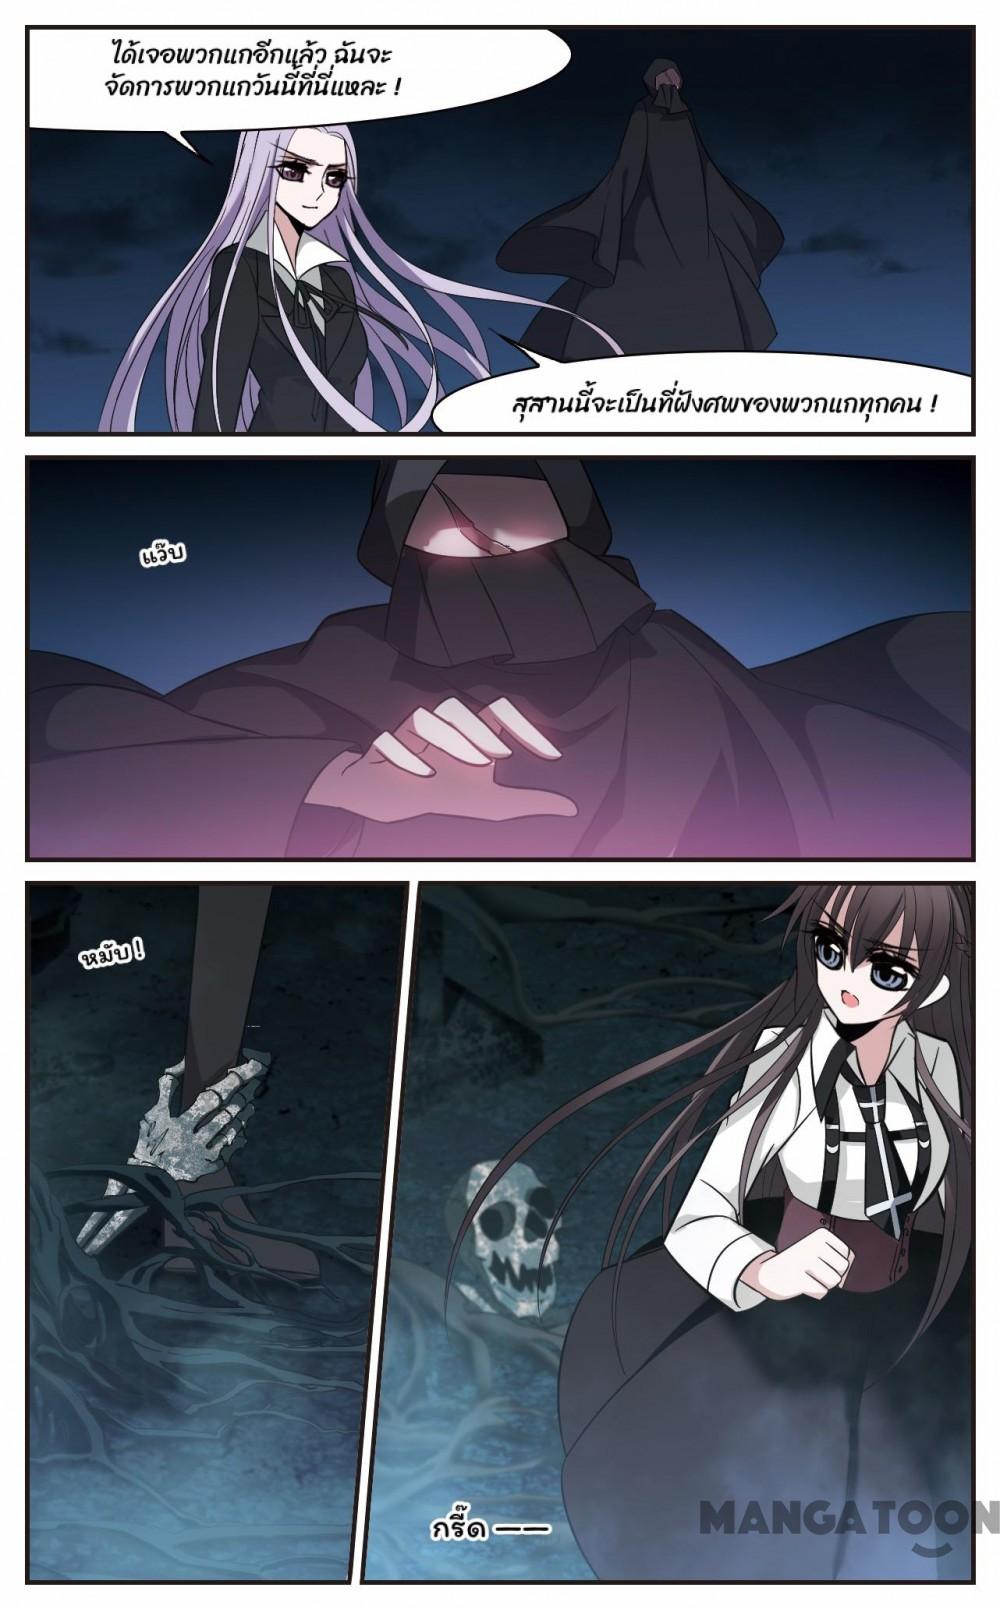 ได้เจอพวกแกอีกแล้ว ฉันจะ
จัดการพวกแกวันนี้ที่นี่แหละ !
สุสานนี้จะเป็นที่ฝังศพของพวกแกทุกคน !
แว๊บ
หมับ !
กรี๊ด ——
MANGATOON